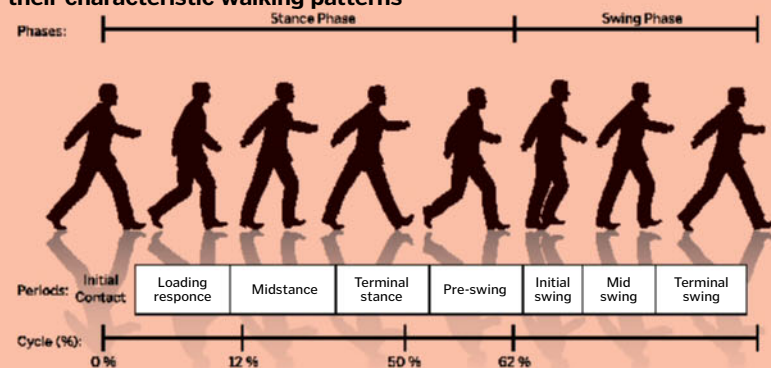 their characteristic walking patterns
Phases:
Stance Phase
Swing Phase
Periods:
Initial
Contact
Loading
responce
Midstance
Terminal
stance
Pre-swing
Initial
swing
Mid
swing
Terminal
swing
Cycle (%):
0 %
12 %
50 %
62 %